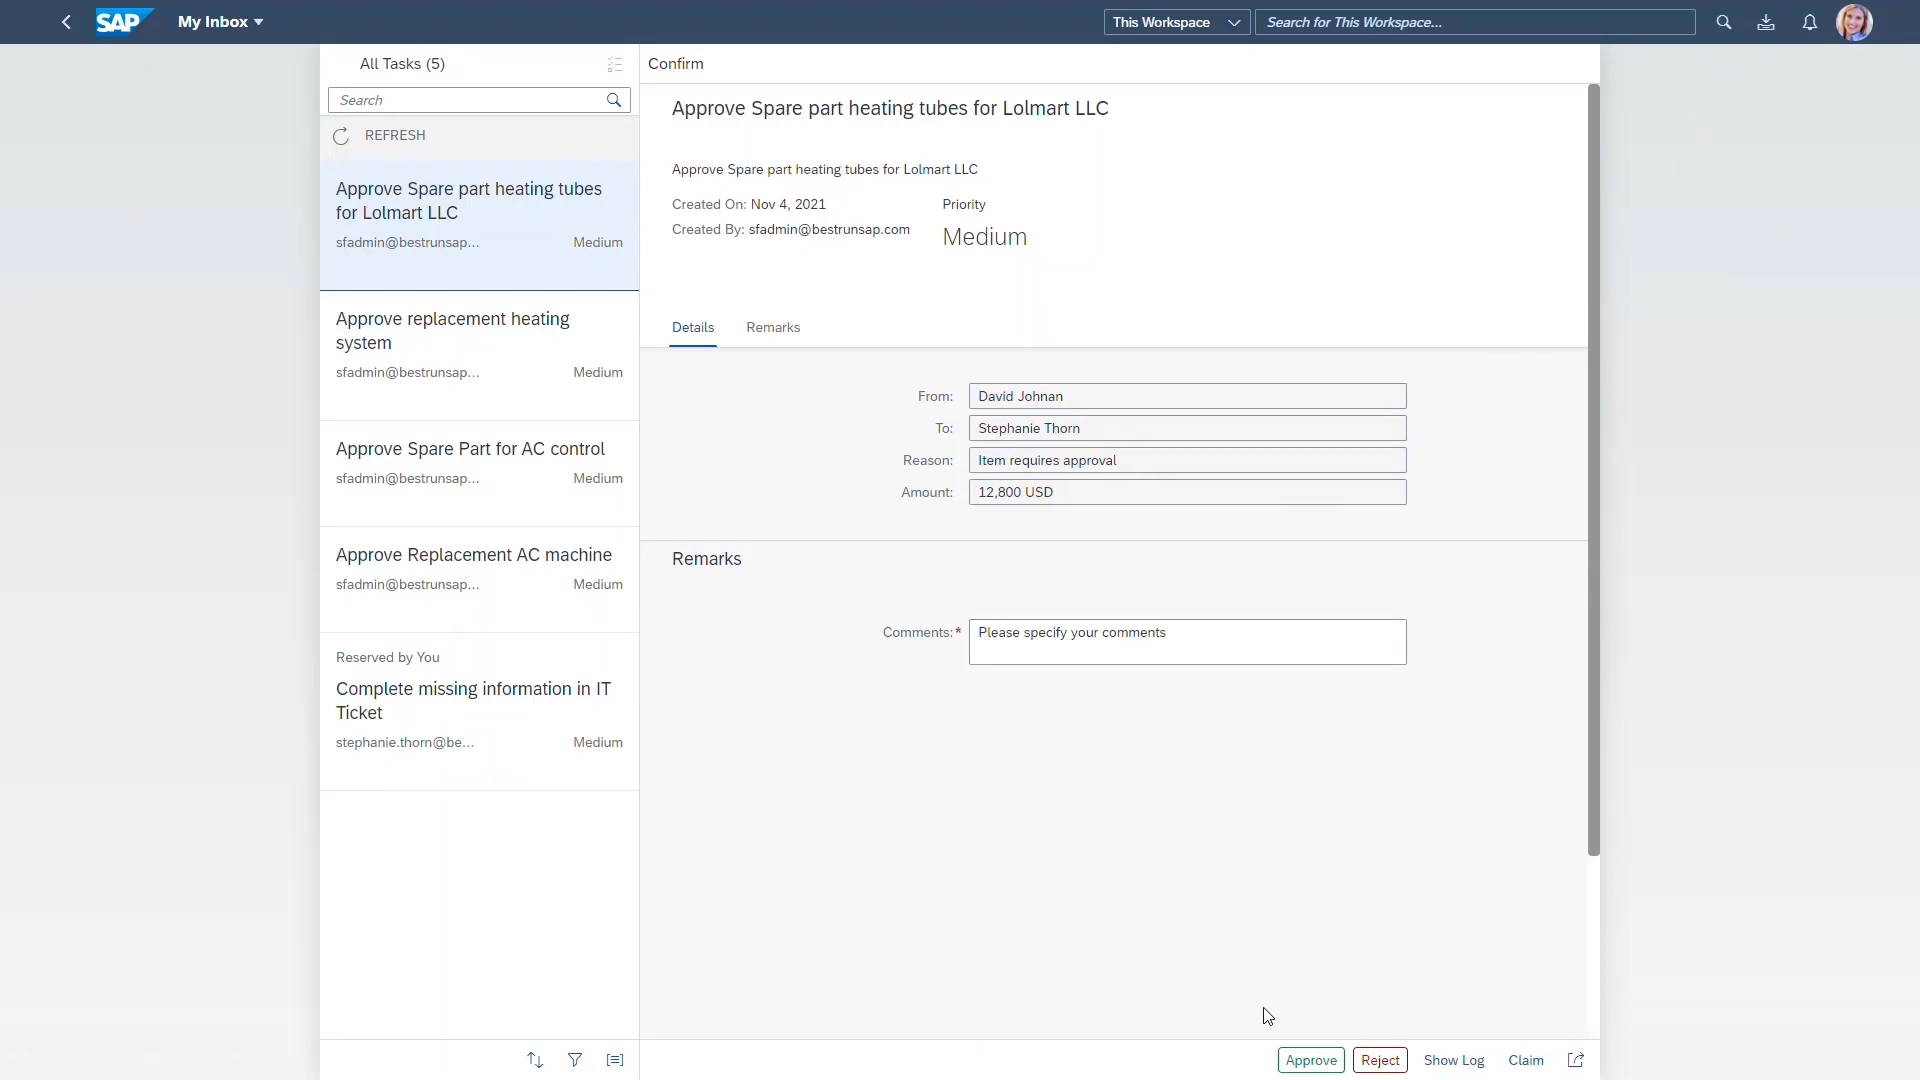 SAP My Inbox
This Workspace
Search for This Workspace...
All Tasks (5)
Search
REFRESH
Approve Spare part heating tubes
for Lolmart LLC
sfadmin@bestrunsap... Medium
Approve replacement heating
system
sfadmin@bestrunsap... Medium
Approve Spare Part for AC control
sfadmin@bestrunsap... Medium
Approve Replacement AC machine
sfadmin@bestrunsap... Medium
Reserved by You
Complete missing information in IT
Ticket
stephanie.thorn@be... Medium
Confirm
Approve Spare part heating tubes for Lolmart LLC
Approve Spare part heating tubes for Lolmart LLC
Created On: Nov 4, 2021
Created By: sfadmin@bestrunsap.com
Priority
Medium
Details Remarks
From: David Johnan
To: Stephanie Thorn
Reason: Item requires approval
Amount: 12,800 USD
Remarks
Comments:* Please specify your comments
Approve Reject Show Log Claim